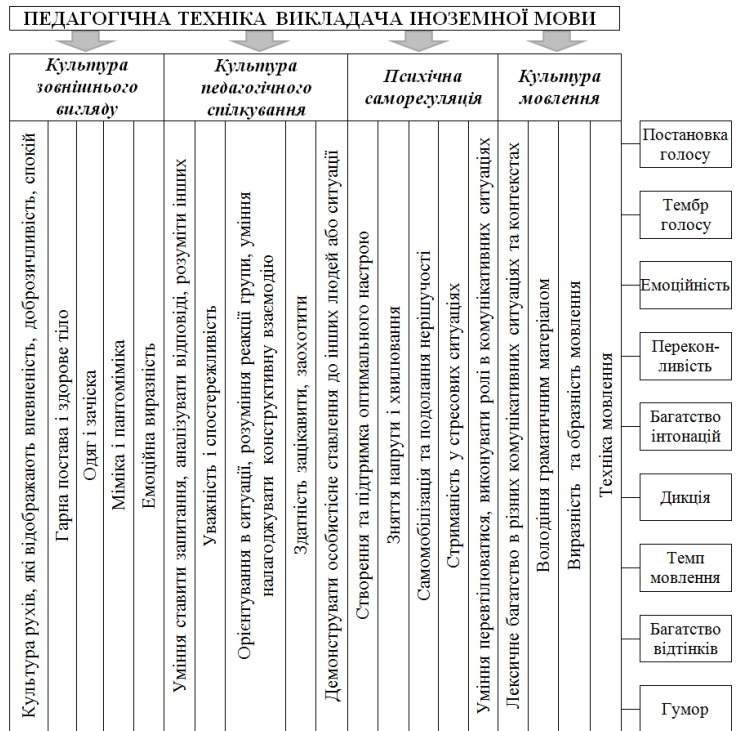 ПЕДАГОГІЧНА ТЕХНІКА ВИКЛАДАЧА ІНОЗЕМНОЇ МОВИ
Культура
зовнішнього
вигляду
Культура
педагогічного
спілкування
Психічна
саморегуляція
Культура
мовлення
Культура рухів, які відображають впевненість, доброзичливість, спокій
Гарна постава і здорове тіло
Одяг і зачіска
Міміка і пантоміміка
Емоційна виразність
Уміння ставити запитання, аналізувати відповіді, розуміти інших
Уважність і спостережливість
Орієнтування в ситуації, розуміння реакції групи, уміння
налагоджувати конструктивну взаємодію
Здатність зацікавити, заохотити
Демонструвати особистісне ставлення до інших людей або ситуації
Створення та підтримка оптимального настрою
Зняття напруги і хвилювання
Самомобілізація та подолання нерішучості
Стриманість у стресових ситуаціях
Уміння перевтілюватися, виконувати ролі в комунікативних ситуаціях
Лексичне багатство в різних комунікативних ситуаціях та контекстах
Володіння граматичним матеріалом
Виразність та образність мовлення
Техніка мовлення
Постановка
голосу
Тембр
голосу
Емоційність
Перекон-
ливість
Багатство
інтонацій
Дикція
Темп
мовлення
Багатство
відтінків
Гумор